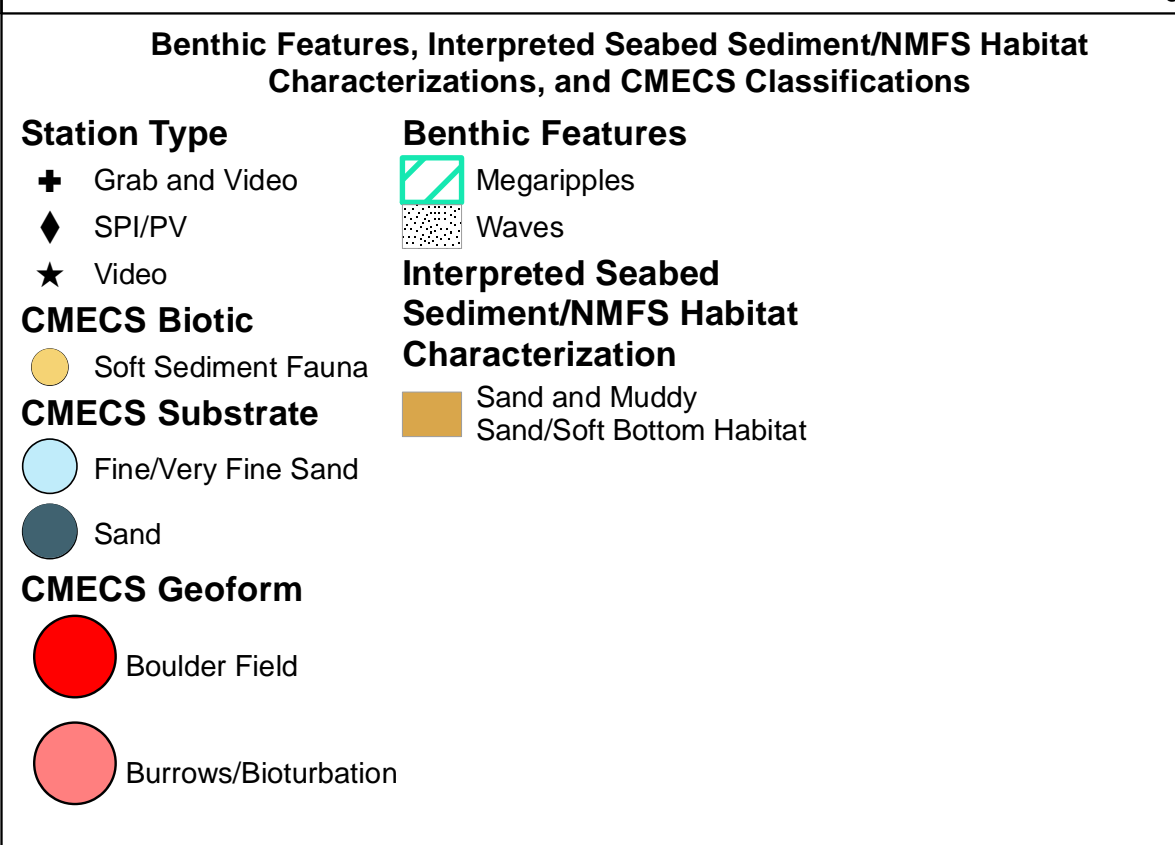 Benthic Features, Interpreted Seabed Sediment/NMFS Habitat
Characterizations, and CMECS Classifications
Station Type
Grab and Video
SPI/PV
Video
CMECS Biotic
Soft Sediment Fauna
CMECS Substrate
Fine/Very Fine Sand
Sand
CMECS Geoform
Boulder Field
Burrows/Bioturbation
Benthic Features
Megaripples
Waves
Interpreted Seabed
Sediment/NMFS Habitat
Characterization
Sand and Muddy
Sand/Soft Bottom Habitat